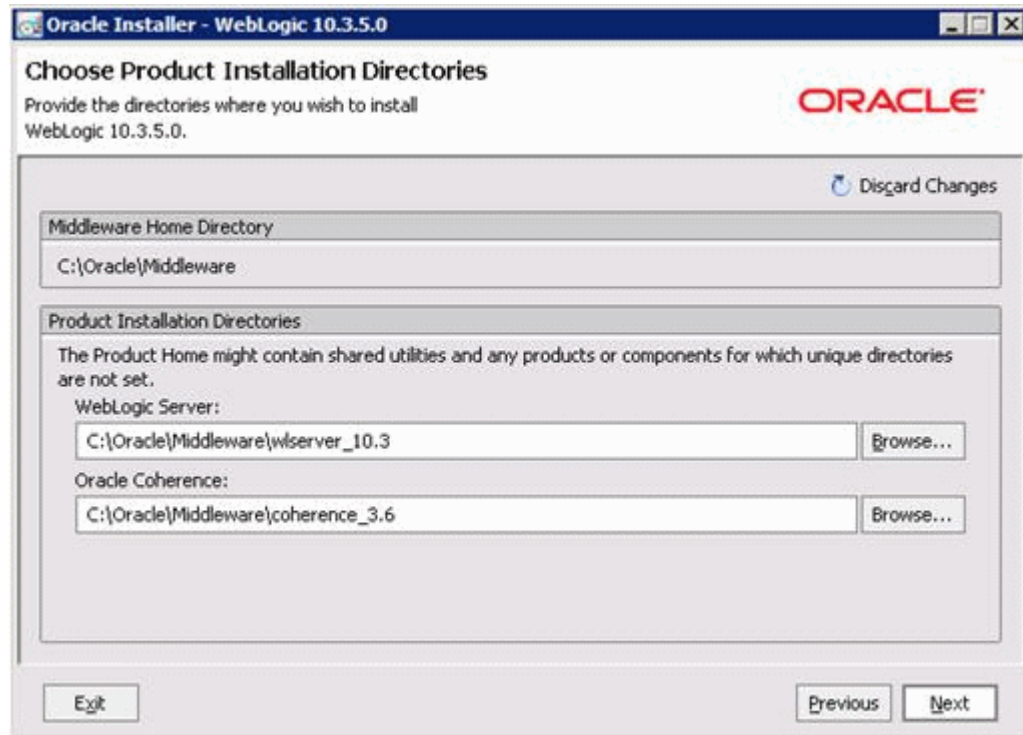 Oracle Installer - WebLogic 10.3.5.0
Choose Product Installation Directories
Provide the directories where you wish to install
WebLogic 10.3.5.0.
ORACLE
Discard Changes
Middleware Home Directory
C:\Oracle\Middleware
Product Installation Directories
The Product Home might contain shared utilities and any products or components for which unique directories
are not set.
WebLogic Server:
C:\Oracle\Middleware\wlserver_10.3
Browse...
Oracle Coherence:
C:\Oracle\Middleware\coherence_3.6
Browse...
Exit
Previous
Next